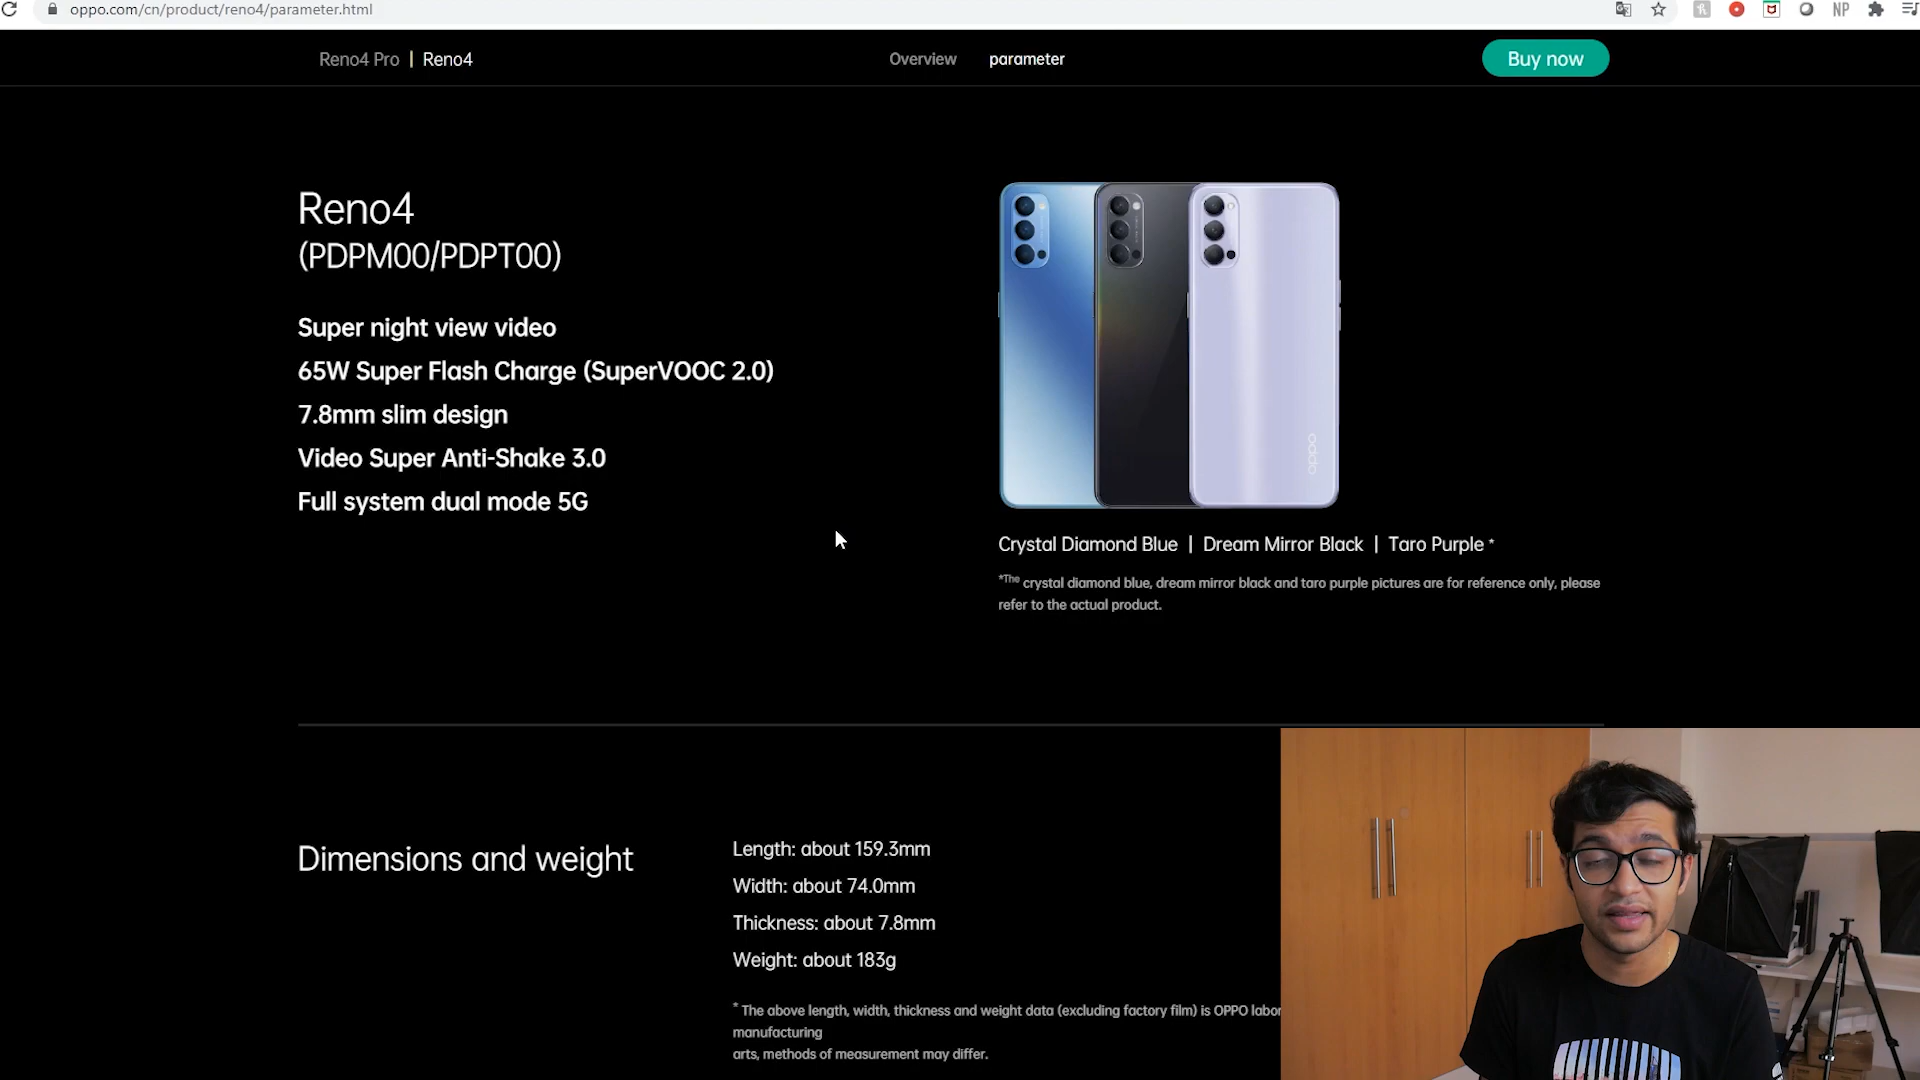 oppo.com/cn/product/reno4/parameter.html
NP
Reno4 Pro | Reno4
Overview
parameter
Buy now
Reno4
(PDPM00/PDPT00)
Super night view video
65W Super Flash Charge (SuperVOOC 2.0)
7.8mm slim design
Video Super Anti-Shake 3.0
Full system dual mode 5G
oppo
Crystal Diamond Blue | Dream Mirror Black | Taro Purple *
*The crystal diamond blue, dream mirror black and taro purple pictures are for reference only, please
refer to the actual product.
Dimensions and weight
Length: about 159.3mm
Width: about 74.0mm
Thickness: about 7.8mm
Weight: about 183g
* The above length, width, thickness and weight data (excluding factory film) is OPPO labor
manufacturing
arts, methods of measurement may differ.